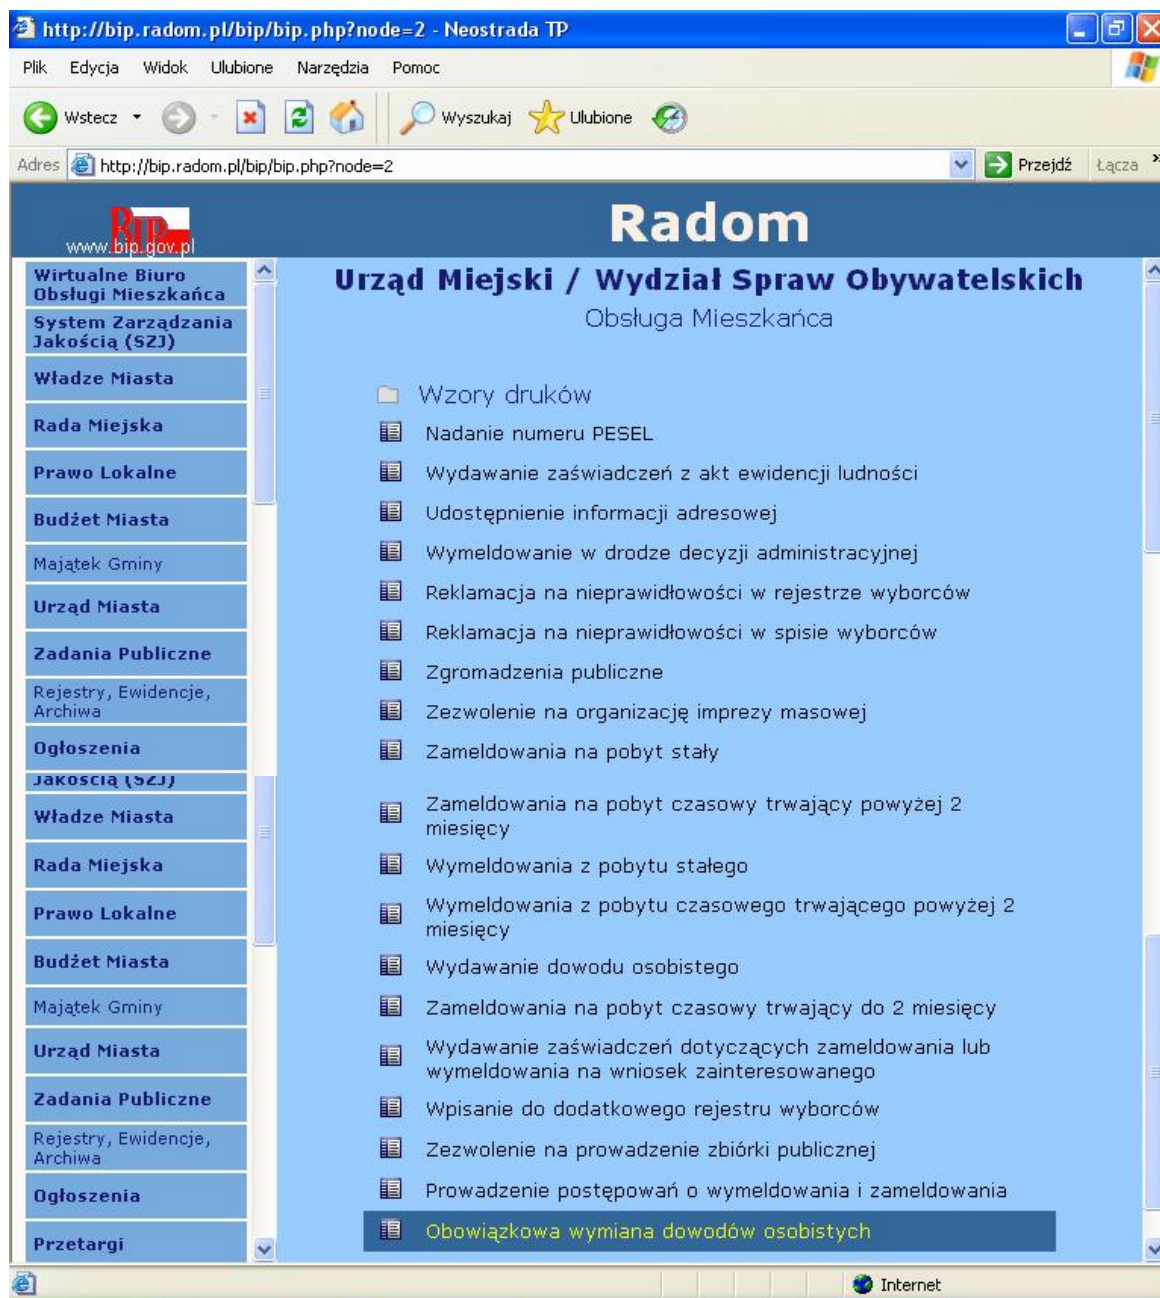 http://bip.radom.pl/bip/bip.php?node=2 - Neostrada TP
Plik Edycja Widok Ulubione Narzędzia Pomoc
Wstecz Wyszukaj Ulubione
Adres http://bip.radom.pl/bip/bip.php?node=2 Przejdź Łącza »
BIP
www.bip.gov.pl
Radom
Wirtualne Biuro
Obsługi Mieszkańca
System Zarządzania
Jakością (SZJ)
Władze Miasta
Rada Miejska
Prawo Lokalne
Budżet Miasta
Majątek Gminy
Urząd Miasta
Zadania Publiczne
Rejestry, Ewidencje,
Archiwa
Ogłoszenia
Jakością (SZJ)
Władze Miasta
Rada Miejska
Prawo Lokalne
Budżet Miasta
Majątek Gminy
Urząd Miasta
Zadania Publiczne
Rejestry, Ewidencje,
Archiwa
Ogłoszenia
Przetargi
Urząd Miejski / Wydział Spraw Obywatelskich
Obsługa Mieszkańca
Wzory druków
Nadanie numeru PESEL
Wydawanie zaświadczeń z akt ewidencji ludności
Udostępnienie informacji adresowej
Wymeldowanie w drodze decyzji administracyjnej
Reklamacja na nieprawidłowości w rejestrze wyborców
Reklamacja na nieprawidłowości w spisie wyborców
Zgromadzenia publiczne
Zezwolenie na organizację imprezy masowej
Zameldowania na pobyt stały
Zameldowania na pobyt czasowy trwający powyżej 2
miesięcy
Wymeldowania z pobytu stałego
Wymeldowania z pobytu czasowego trwającego powyżej 2
miesięcy
Wydawanie dowodu osobistego
Zameldowania na pobyt czasowy trwający do 2 miesięcy
Wydawanie zaświadczeń dotyczących zameldowania lub
wymeldowania na wniosek zainteresowanego
Wpisanie do dodatkowego rejestru wyborców
Zezwolenie na prowadzenie zbiórki publicznej
Prowadzenie postępowań o wymeldowania i zameldowania
Obowiązkowa wymiana dowodów osobistych
Internet